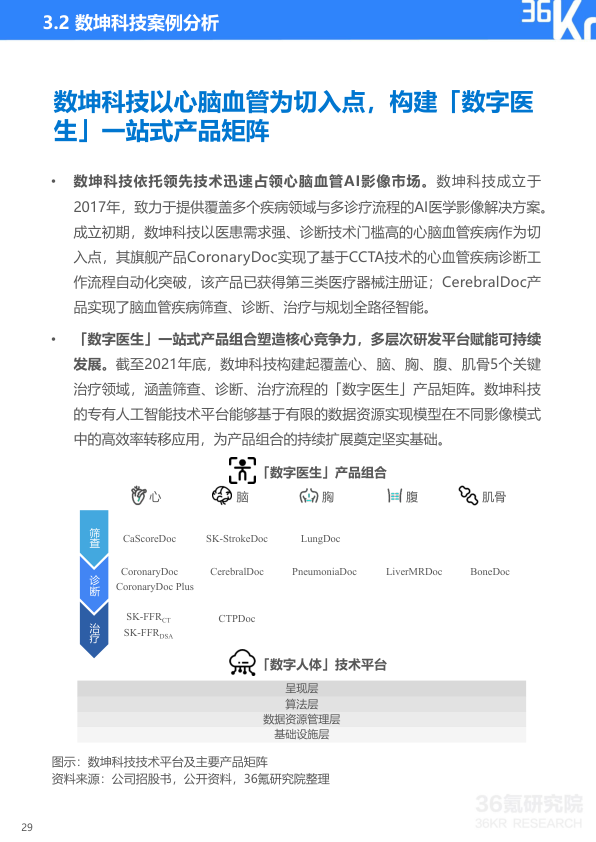 3.2 数坤科技案例分析
36Kr
数坤科技以心脑血管为切入点，构建「数字医
生」一站式产品矩阵
• 数坤科技依托领先技术迅速占领心脑血管AI影像市场。数坤科技成立于
2017年，致力于提供覆盖多个疾病领域与多诊疗流程的AI医学影像解决方案。
成立初期，数坤科技以医患需求强、诊断技术门槛高的心脑血管疾病作为切
入点，其旗舰产品CoronaryDoc实现了基于CCTA技术的心血管疾病诊断工
作流程自动化突破，该产品已获得第三类医疗器械注册证；CerebralDoc产
品实现了脑血管疾病筛查、诊断、治疗与规划全路径智能。
• 「数字医生」一站式产品组合塑造核心竞争力，多层次研发平台赋能可持续
发展。截至2021年底，数坤科技构建起覆盖心、脑、胸、腹、肌骨5个关键
治疗领域，涵盖筛查、诊断、治疗流程的「数字医生」产品矩阵。数坤科技
的专有人工智能技术平台能够基于有限的数据资源实现模型在不同影像模式
中的高效率转移应用，为产品组合的持续扩展奠定坚实基础。
「数字医生」产品组合
心 脑 胸 腹 肌骨
筛查 CaScoreDoc SK-StrokeDoc LungDoc
诊断 CoronaryDoc CerebralDoc PneumoniaDoc LiverMRDoc BoneDoc
CoronaryDoc Plus
治疗 SK-FFRCT CTPDoc
SK-FFRDSA
「数字人体」技术平台
呈现层
算法层
数据资源管理层
基础设施层
图示：数坤科技技术平台及主要产品矩阵
资料来源：公司招股书，公开资料，36氪研究院整理
36氪研究院
36KR RESEARCH
29